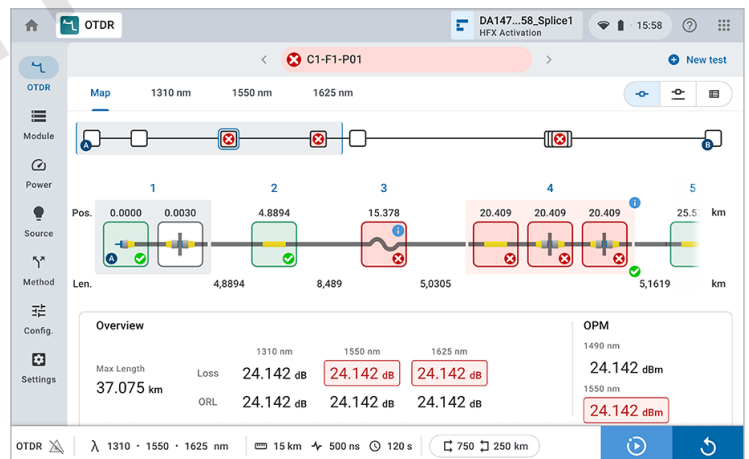 OTDR
DA147...58_Splice1
HFX Activation
15:58
C1-F1-P01
New test
OTDR
Map 1310 nm 1550 nm 1625 nm
Module
Power
Source
Method
Config.
Settings
A B
1 2 3 4 5
Pos. 0.0000 0.0030 4.8894 15.378 20.409 20.409 20.409 25.5 km
A
Len. 4,8894 8,489 5,0305 5,1619 km
Overview
1310 nm 1550 nm 1625 nm
Max Length
37.075 km
Loss 24.142 dB 24.142 dB 24.142 dB
ORL 24.142 dB 24.142 dB 24.142 dB
OPM
1490 nm
24.142 dBm
1550 nm
24.142 dBm
OTDR λ 1310 · 1550 · 1625 nm 15 km 500 ns 120 s 750 250 km